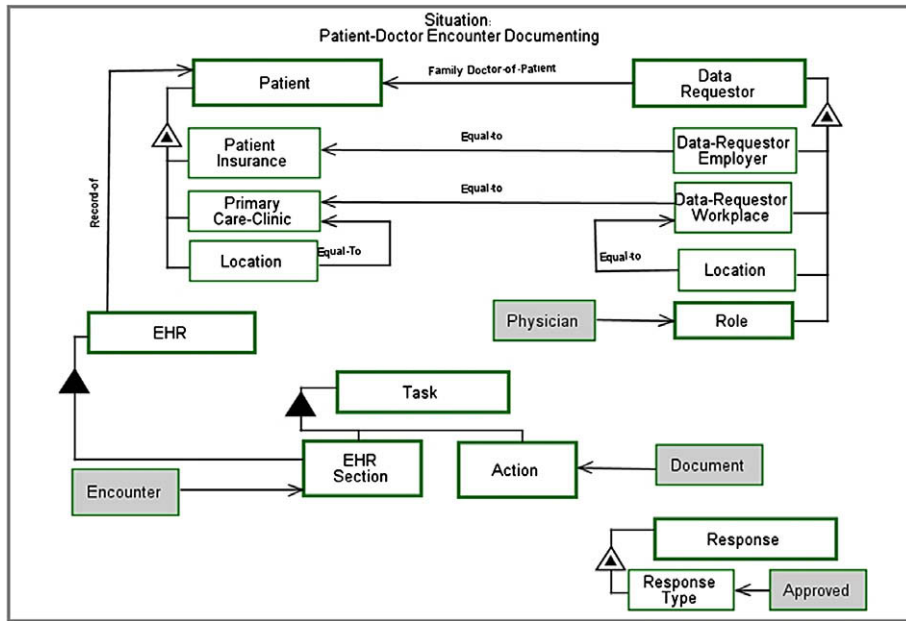 Situation:
Patient-Doctor Encounter Documenting
Patient
Family Doctor-of-Patient
Data
Requestor
Patient
Insurance
Equal-to
Data-Requestor
Employer
Record-of
Primary
Care-Clinic
Equal-to
Data-Requestor
Workplace
Location
Equal-To
Equal-to
Location
EHR
Physician
Role
Task
EHR
Section
Action
Document
Encounter
Response
Response
Type
Approved